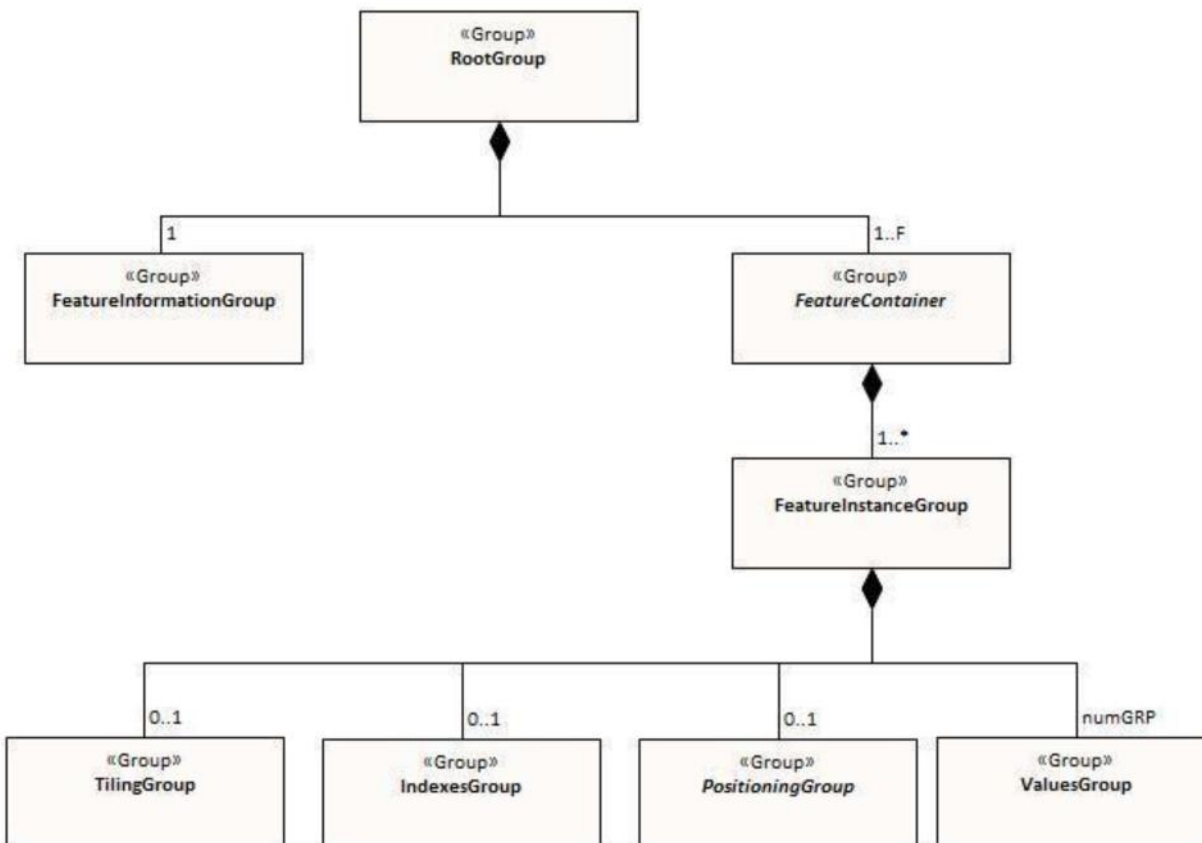 «Group»
RootGroup
1
1..F
«Group»
FeatureInformationGroup
«Group»
FeatureContainer
1..*
«Group»
FeatureInstanceGroup
0..1
0..1
0..1
numGRP
«Group»
TilingGroup
«Group»
IndexesGroup
«Group»
PositioningGroup
«Group»
ValuesGroup